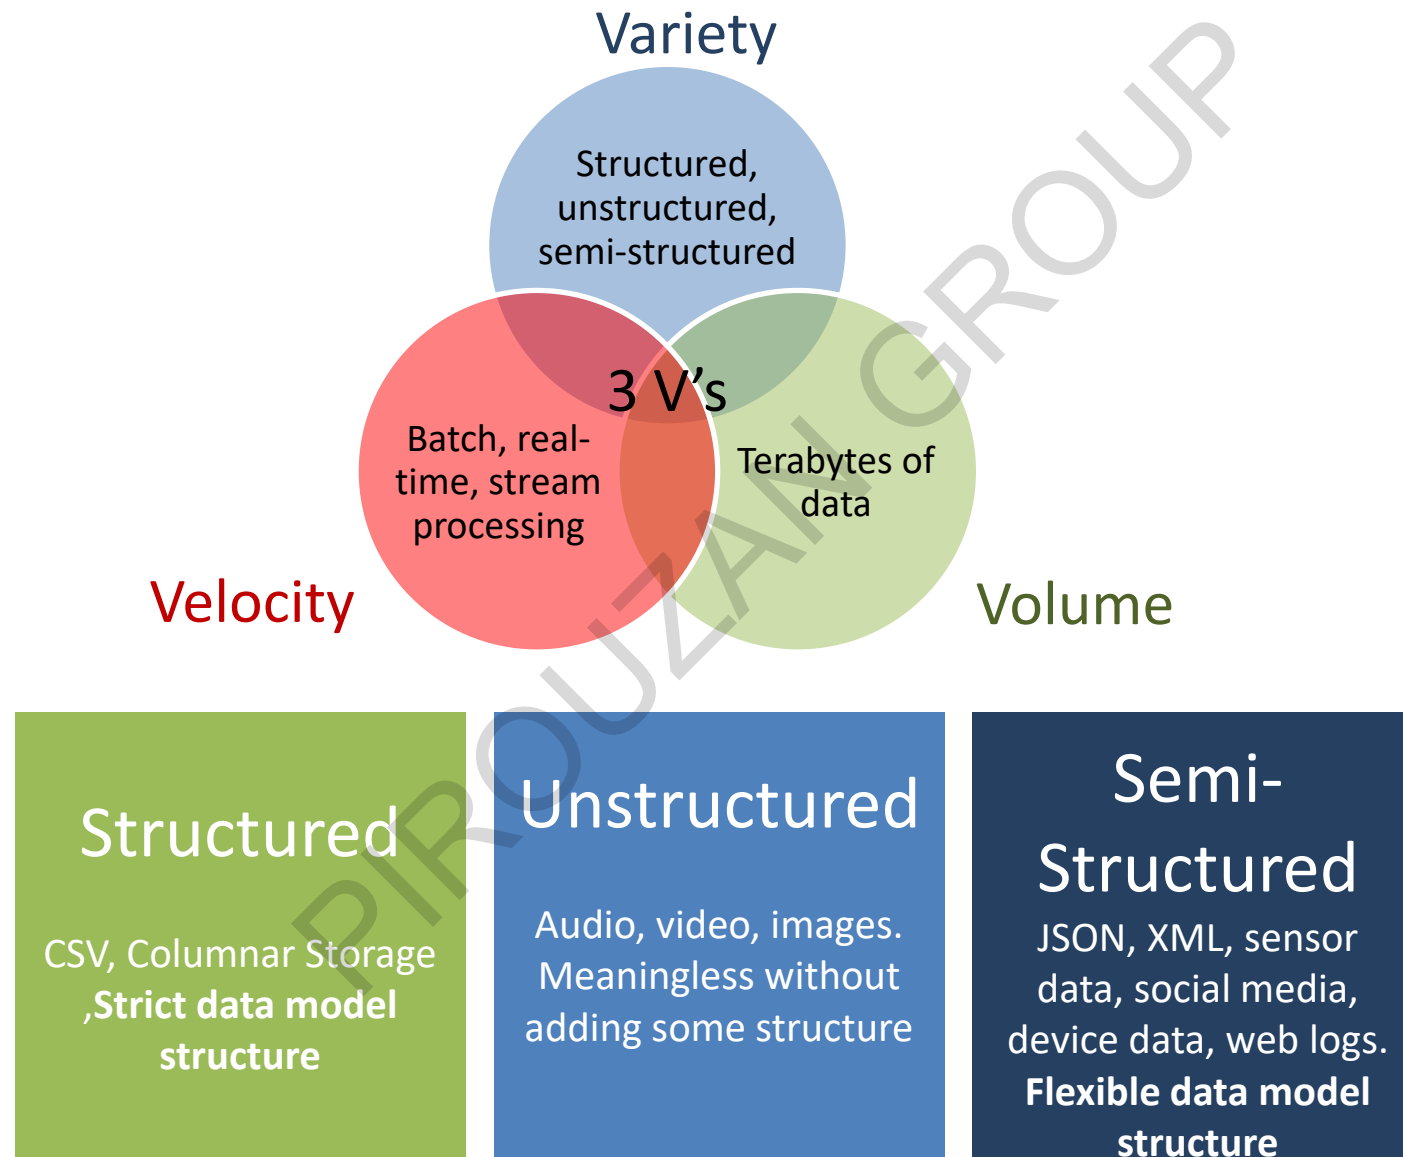 Variety
Structured,
unstructured,
semi-structured
3 V’s
Batch, real-
time, stream
processing
Terabytes of
data
Velocity
Volume
Structured
CSV, Columnar Storage
,Strict data model
structure
Unstructured
Audio, video, images.
Meaningless without
adding some structure
Semi-
Structured
JSON, XML, sensor
data, social media,
device data, web logs.
Flexible data model
structure
PIROUZAN GROUP